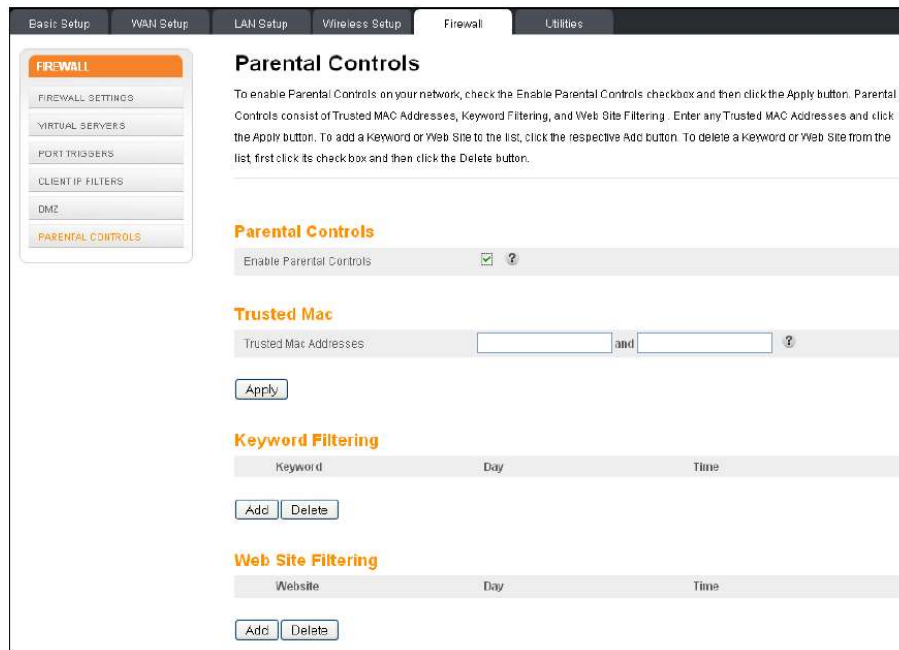 Basic Setup WAN Setup LAN Setup Wireless Setup Firewall Utilities
FIREWALL
FIREWALL SETTINGS
VIRTUAL SERVERS
PORT TRIGGERS
CLIENT IP FILTERS
DMZ
PARENTAL CONTROLS
Parental Controls
To enable Parental Controls on your network, check the Enable Parental Controls checkbox and then click the Apply button. Parental
Controls consist of Trusted MAC Addresses, Keyword Filtering, and Web Site Filtering . Enter any Trusted MAC Addresses and click
the Apply button. To add a Keyword or Web Site to the list, click the respective Add button. To delete a Keyword or Web Site from the
list, first click its check box and then click the Delete button.
Parental Controls
Enable Parental Controls ?
Trusted Mac
Trusted Mac Addresses and ?
Apply
Keyword Filtering
Keyword Day Time
Add Delete
Web Site Filtering
Website Day Time
Add Delete